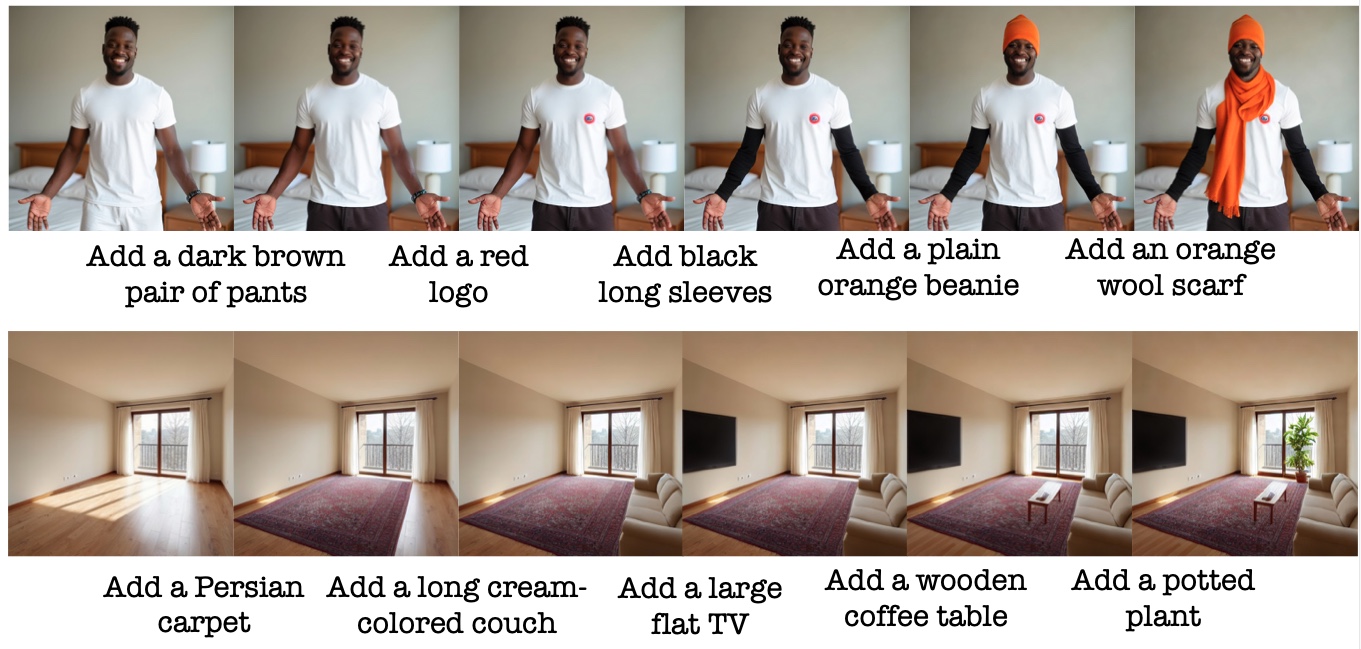 Add a dark brown
pair of pants
Add a red
logo
Add black
long sleeves
Add a plain
orange beanie
Add an orange
wool scarf
Add a Persian
carpet
Add a long cream-
colored couch
Add a large
flat TV
Add a wooden
coffee table
Add a potted
plant